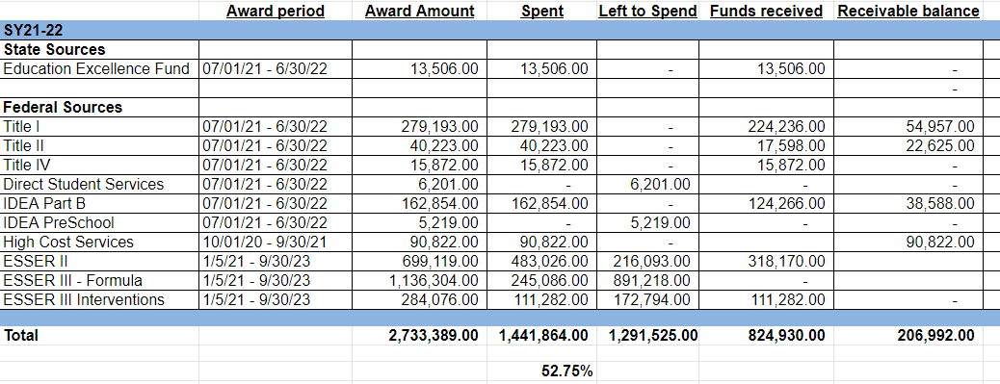 Award period Award Amount Spent Left to Spend Funds received Receivable balance
SY21-22
State Sources
Education Excellence Fund 07/01/21 - 6/30/22 13,506.00 13,506.00 - 13,506.00 -
-
Federal Sources
Title I 07/01/21 - 6/30/22 279,193.00 279,193.00 - 224,236.00 54,957.00
Title II 07/01/21 - 6/30/22 40,223.00 40,223.00 - 17,598.00 22,625.00
Title IV 07/01/21 - 6/30/22 15,872.00 15,872.00 - 15,872.00 -
Direct Student Services 07/01/21 - 6/30/22 6,201.00 - 6,201.00 - -
IDEA Part B 07/01/21 - 6/30/22 162,854.00 162,854.00 - 124,266.00 38,588.00
IDEA PreSchool 07/01/21 - 6/30/22 5,219.00 - 5,219.00 - -
High Cost Services 10/01/20 - 9/30/21 90,822.00 90,822.00 - 90,822.00
ESSER II 1/5/21 - 9/30/23 699,119.00 483,026.00 216,093.00 318,170.00
ESSER III - Formula 1/5/21 - 9/30/23 1,136,304.00 245,086.00 891,218.00 -
ESSER III Interventions 1/5/21 - 9/30/23 284,076.00 111,282.00 172,794.00 111,282.00 -
Total 2,733,389.00 1,441,864.00 1,291,525.00 824,930.00 206,992.00
52.75%